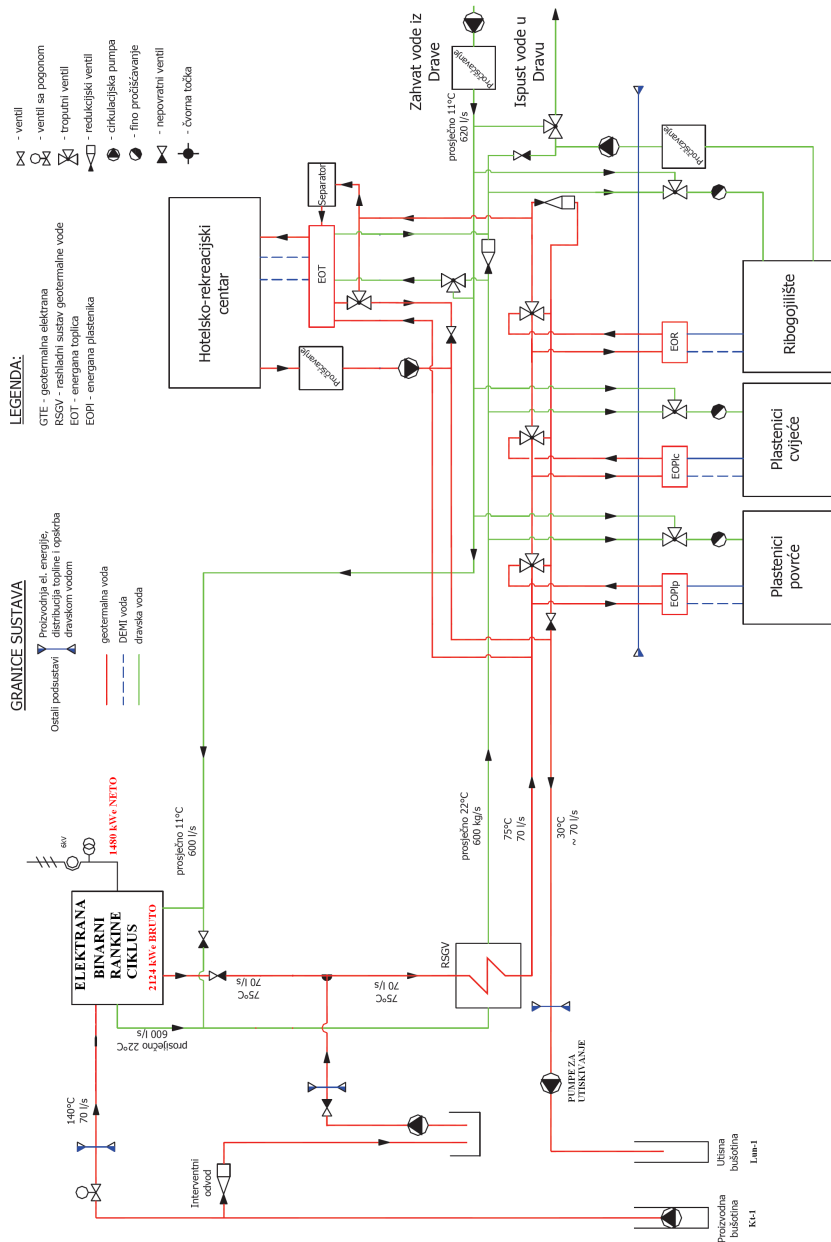 LEGENDA:
GTE - geotermalna elektrana
RSGV - rashladni sustav geotermalne vode
EOT - energana toplica
EOPI - energana plastenika
- ventil
- ventil sa pogonom
- troputni ventil
- redukcijski ventil
- cirkulacijska pumpa
- fino pročišćavanje
- nepovratni ventil
- čvorna točka
GRANICE SUSTAVA
Proizvodnja el. energije,
distribucija topline i opskrba
dravskom vodom
Ostali podsustavi
geotermalna voda
DEMI voda
dravska voda
6kV
1480 kWe NETO
ELEKTRANA
BINARNI
RANKINE
CIKLUS
2124 kWe BRUTO
140°C
70 l/s
prosiječno 22°C
600 l/s
75°C
70 l/s
75°C
70 l/s
RSGV
prosječno 11°C
600 l/s
prosječno 22°C
600 kg/s
75°C
70 l/s
30°C
~ 70 l/s
Interventni
odvod
PUMPE ZA
UTISKIVANJE
Proizvodna
bušotina
Kt-1
Utisna
bušotina
Lun-1
Hotelsko-rekreacijski
centar
Separator
EOT
Pročišćavanje
Zahvat vode iz
Drave
Pročišćavanje
prosječno 11°C
620 l/s
Ispust vode u
Dravu
Pročišćavanje
EOPlp
EOPlc
EOR
Plastenici
povrće
Plastenici
cvijeće
Ribogojilište